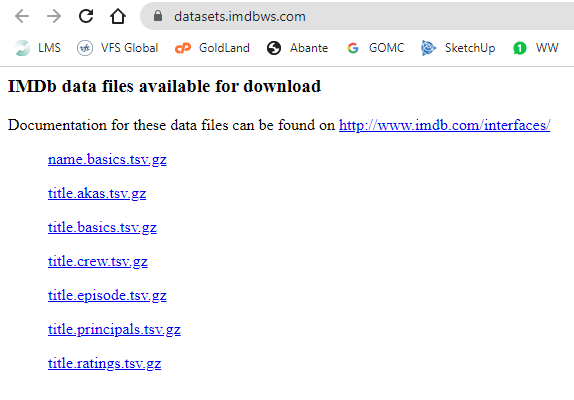 datasets.imdbws.com
LMS VFS Global GoldLand Abante GOMC SketchUp 1 WW
IMDb data files available for download
Documentation for these data files can be found on http://www.imdb.com/interfaces/
name.basics.tsv.gz
title.akas.tsv.gz
title.basics.tsv.gz
title.crew.tsv.gz
title.episode.tsv.gz
title.principals.tsv.gz
title.ratings.tsv.gz